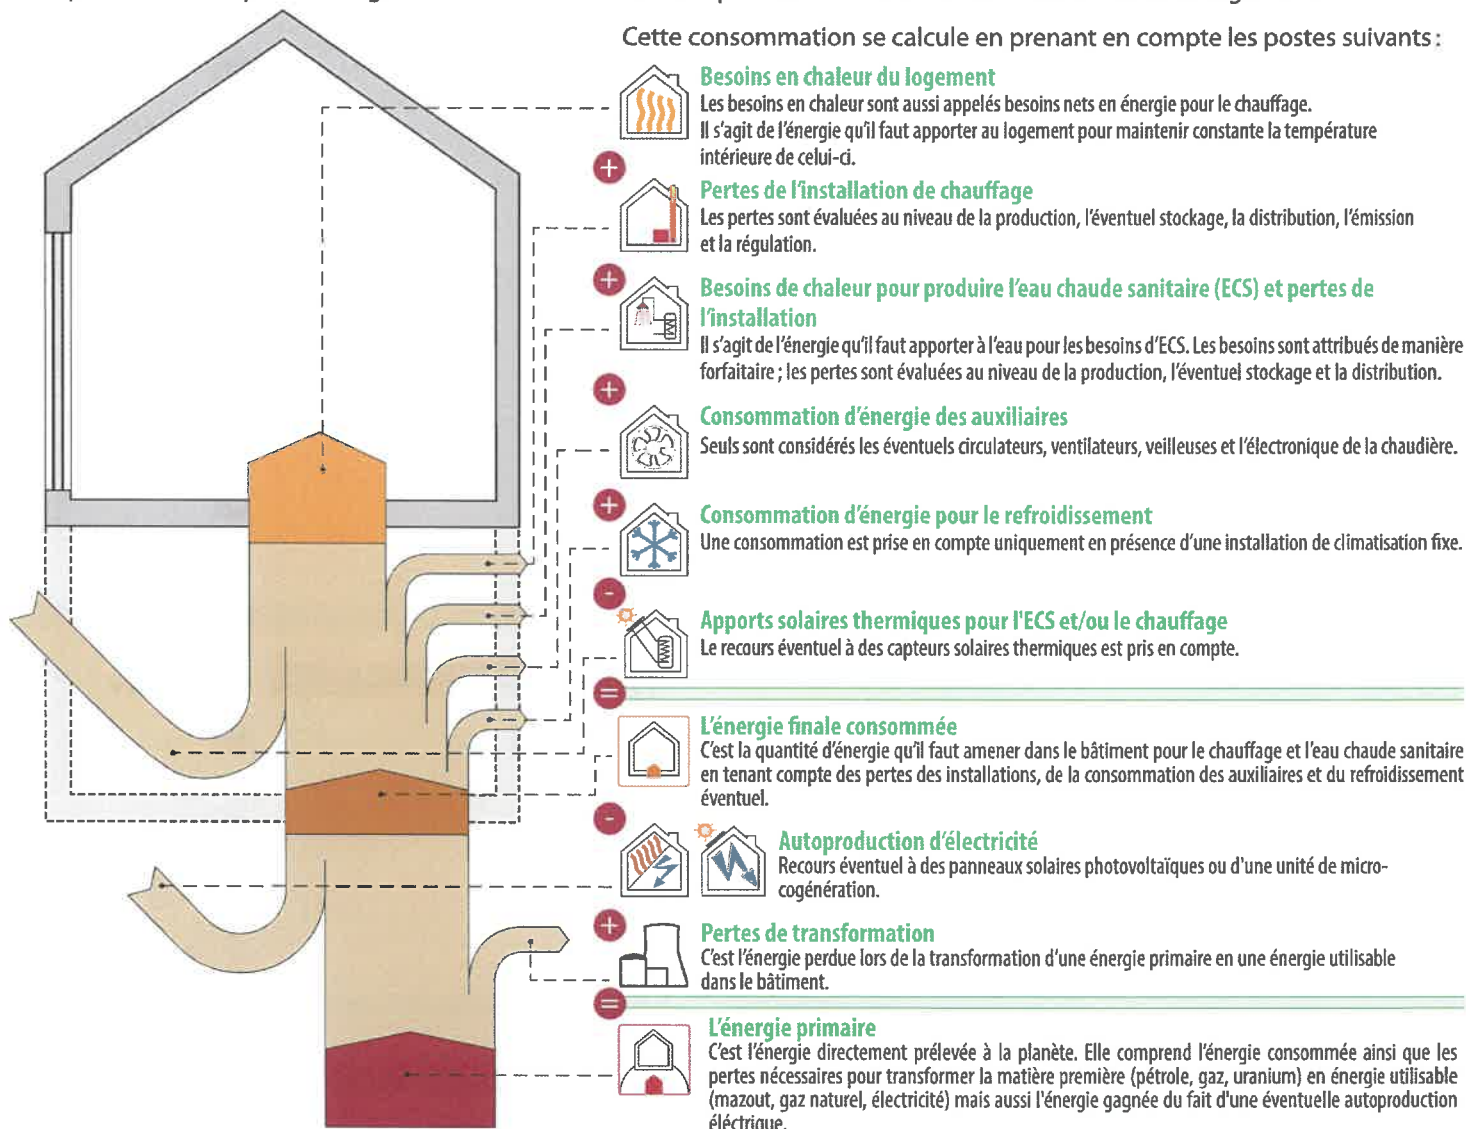 Cette consommation se calcule en prenant en compte les postes suivants :
Besoins en chaleur du logement
Les besoins en chaleur sont aussi appelés besoins nets en énergie pour le chauffage.
Il s'agit de l'énergie qu'il faut apporter au logement pour maintenir constante la température
intérieure de celui-ci.
+
Pertes de l'installation de chauffage
Les pertes sont évaluées au niveau de la production, l'éventuel stockage, la distribution, l'émission
et la régulation.
+
Besoins de chaleur pour produire l'eau chaude sanitaire (ECS) et pertes de
l'installation
Il s'agit de l'énergie qu'il faut apporter à l'eau pour les besoins d'ECS. Les besoins sont attribués de manière
forfaitaire ; les pertes sont évaluées au niveau de la production, l'éventuel stockage et la distribution.
+
Consommation d'énergie des auxiliaires
Seuls sont considérés les éventuels circulateurs, ventilateurs, veilleuses et l'électronique de la chaudière.
+
Consommation d'énergie pour le refroidissement
Une consommation est prise en compte uniquement en présence d'une installation de climatisation fixe.
-
Apports solaires thermiques pour l'ECS et/ou le chauffage
Le recours éventuel à des capteurs solaires thermiques est pris en compte.
=
L'énergie finale consommée
C'est la quantité d'énergie qu'il faut amener dans le bâtiment pour le chauffage et l'eau chaude sanitaire
en tenant compte des pertes des installations, de la consommation des auxiliaires et du refroidissement
éventuel.
-
Autoproduction d'électricité
Recours éventuel à des panneaux solaires photovoltaïques ou d'une unité de micro-
cogénération.
+
Pertes de transformation
C'est l'énergie perdue lors de la transformation d'une énergie primaire en une énergie utilisable
dans le bâtiment.
=
L'énergie primaire
C'est l'énergie directement prélevée à la planète. Elle comprend l'énergie consommée ainsi que les
pertes nécessaires pour transformer la matière première (pétrole, gaz, uranium) en énergie utilisable
(mazout, gaz naturel, électricité) mais aussi l'énergie gagnée du fait d'une éventuelle autoproduction
éléctrique.